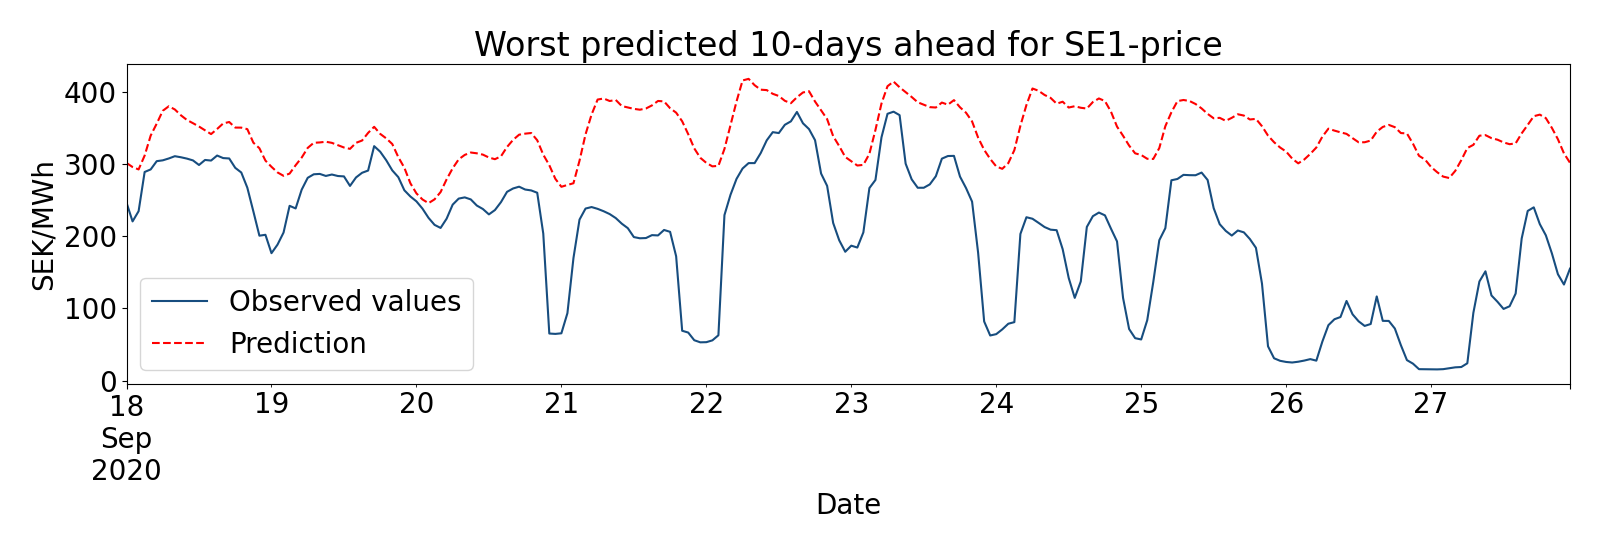 Worst predicted 10-days ahead for SE1-price
SEK/MWh
400
300
200
100
0
Observed values
Prediction
18 19 20 21 22 23 24 25 26 27
Sep
2020
Date